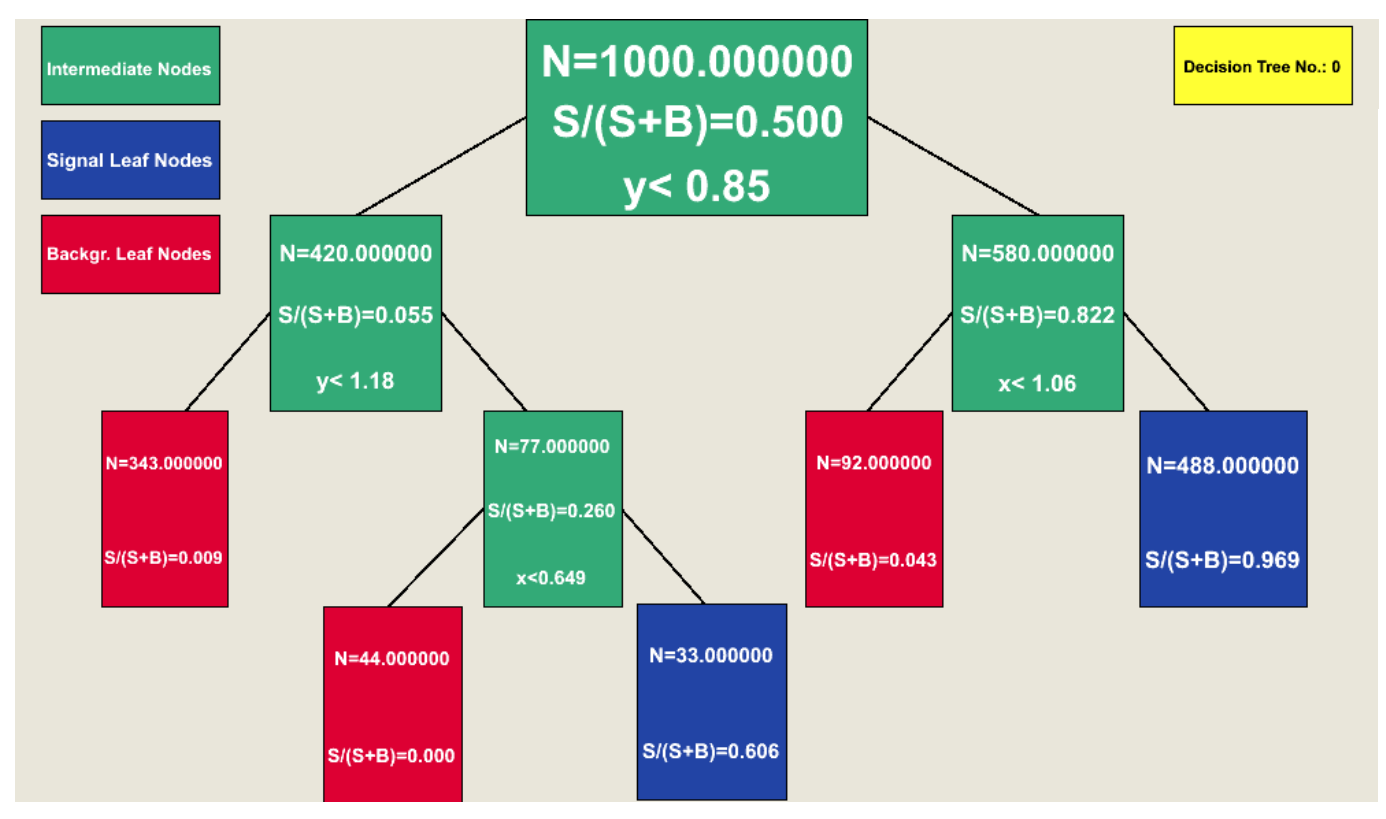 Intermediate Nodes
Signal Leaf Nodes
Backgr. Leaf Nodes
Decision Tree No.: 0
N=1000.000000
S/(S+B)=0.500
y< 0.85
N=420.000000
S/(S+B)=0.055
y< 1.18
N=580.000000
S/(S+B)=0.822
x< 1.06
N=343.000000
S/(S+B)=0.009
N=77.000000
S/(S+B)=0.260
x<0.649
N=92.000000
S/(S+B)=0.043
N=488.000000
S/(S+B)=0.969
N=44.000000
S/(S+B)=0.000
N=33.000000
S/(S+B)=0.606